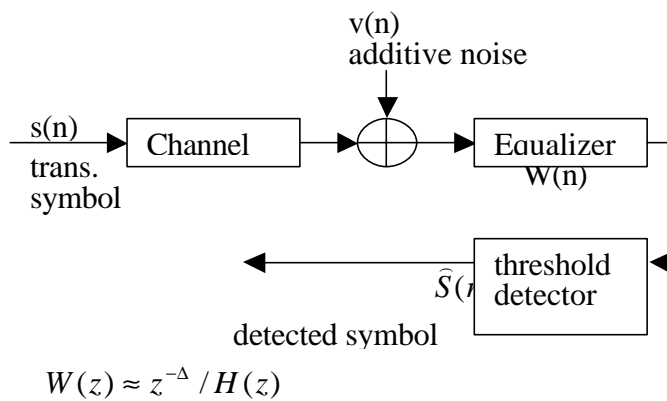 v(n)
additive noise
s(n)
Channel
Equalizer
W(n)
trans.
symbol
threshold
detector
Ŝ(
detected symbol
W(z) ≈ z^{-Δ} / H(z)